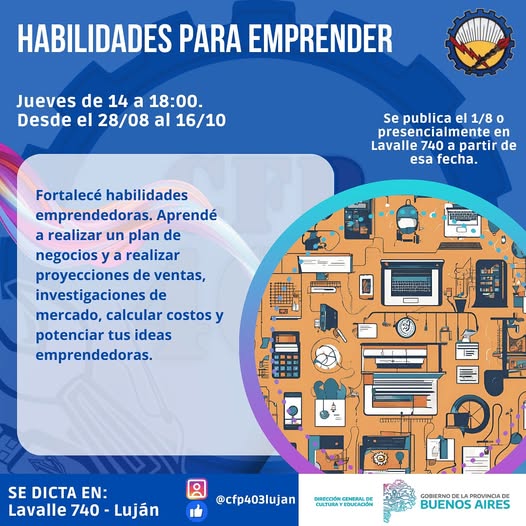 HABILIDADES PARA EMPRENDER
Jueves de 14 a 18:00.
Desde el 28/08 al 16/10
Se publica el 1/8 o
presencialmente en
Lavalle 740 a partir de
esa fecha.
Fortalecé habilidades
emprendedoras. Aprendé
a realizar un plan de
negocios y a realizar
proyecciones de ventas,
investigaciones de
mercado, calcular costos y
potenciar tus ideas
emprendedoras.
SE DICTA EN:
Lavalle 740 - Luján
@cfp403lujan
DIRECCIÓN GENERAL DE
CULTURA Y EDUCACIÓN
GOBIERNO DE LA PROVINCIA DE
BUENOS AIRES